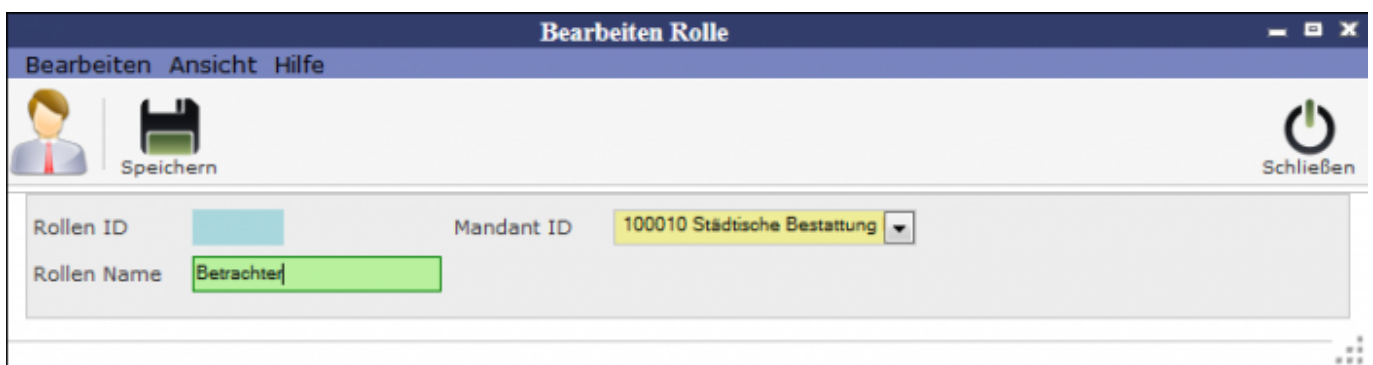 Bearbeiten Rolle
Bearbeiten Ansicht Hilfe
Speichern
Schließen
Rollen ID
Mandant ID
100010 Städtische Bestattung
Rollen Name
Betrachter